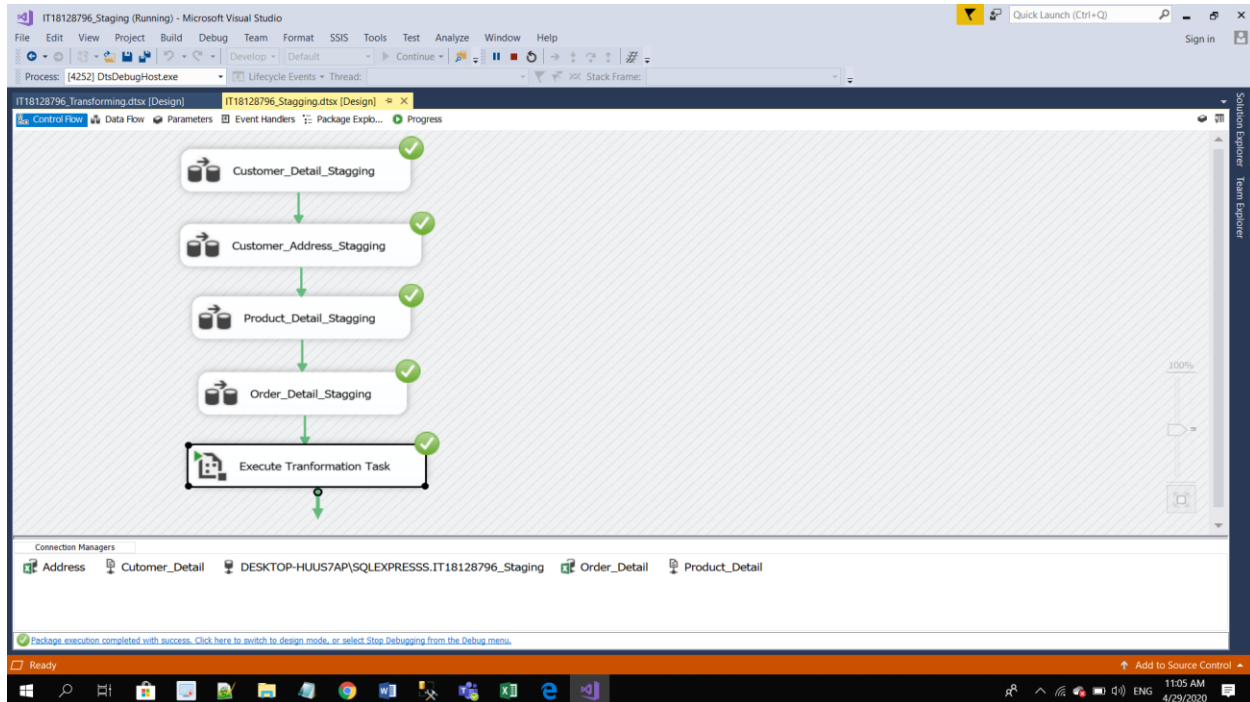 IT18128796_Staging (Running) - Microsoft Visual Studio
Quick Launch (Ctrl+Q)
File Edit View Project Build Debug Team Format SSIS Tools Test Analyze Window Help
Sign in
Develop Default Continue
Process: [4252] DtsDebugHost.exe Lifecycle Events Thread: Stack Frame:
IT18128796_Transforming.dtsx [Design] IT18128796_Stagging.dtsx [Design]
Control Flow Data Flow Parameters Event Handlers Package Explo... Progress
Solution Explorer
Team Explorer
Customer_Detail_Stagging
Customer_Address_Stagging
Product_Detail_Stagging
Order_Detail_Stagging
Execute Tranformation Task
100%
Connection Managers
Address Cutomer_Detail DESKTOP-HUUS7AP\SQLEXPRESSS.IT18128796_Staging Order_Detail Product_Detail
Package execution completed with success. Click here to switch to design mode, or select Stop Debugging from the Debug menu.
Ready
Add to Source Control
ENG
11:05 AM
4/29/2020